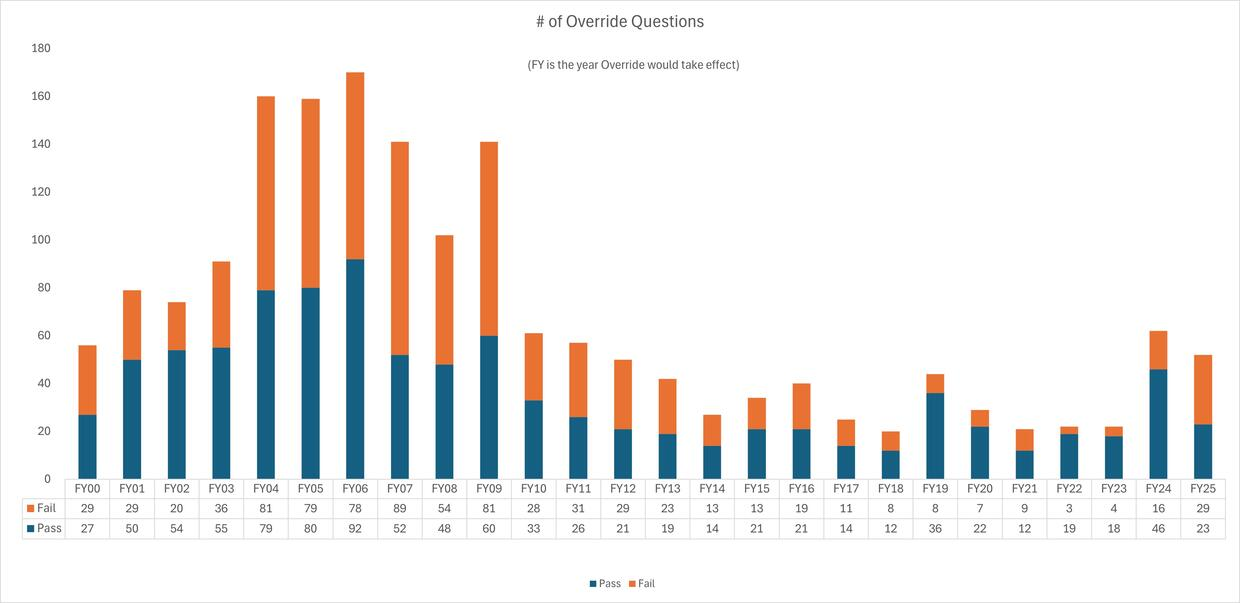 # of Override Questions
(FY is the year Override would take effect)
180
160
140
120
100
80
60
40
20
0
FY00 FY01 FY02 FY03 FY04 FY05 FY06 FY07 FY08 FY09 FY10 FY11 FY12 FY13 FY14 FY15 FY16 FY17 FY18 FY19 FY20 FY21 FY22 FY23 FY24 FY25
Fail 29 29 20 36 81 79 78 89 54 81 28 31 29 23 13 13 19 11 8 8 7 9 3 4 16 29
Pass 27 50 54 55 79 80 92 52 48 60 33 26 21 19 14 21 21 14 12 36 22 12 19 18 46 23
Pass Fail